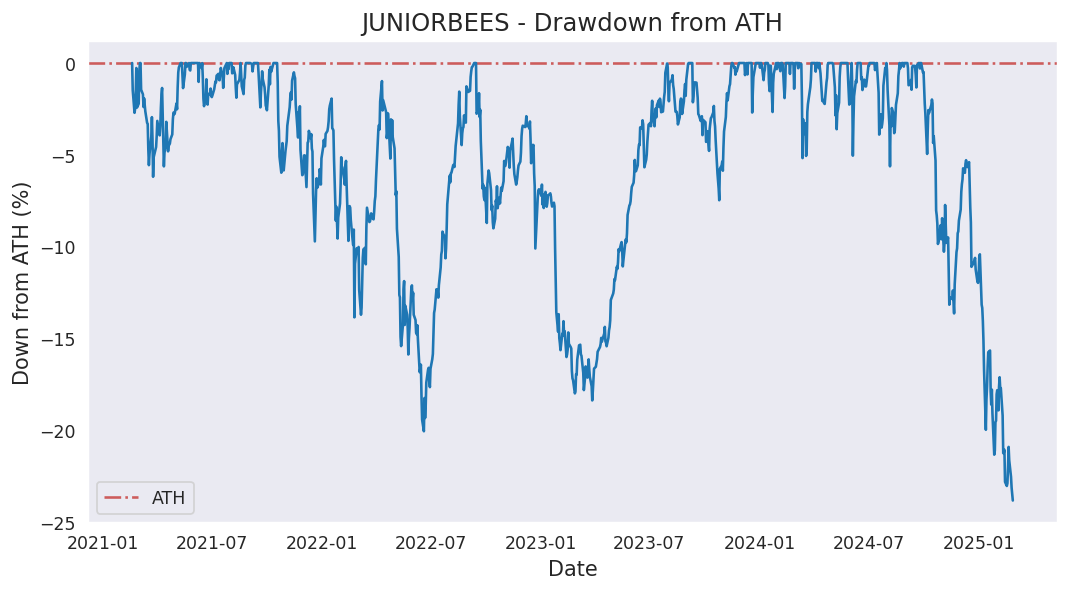 JUNIORBEES - Drawdown from ATH
Down from ATH (%)
0
−5
−10
−15
−20
−25
ATH
2021-01 2021-07 2022-01 2022-07 2023-01 2023-07 2024-01 2024-07 2025-01
Date